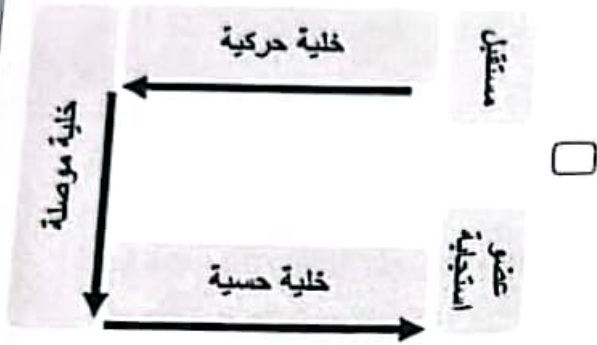 مستقبل
خلية حركية
خلية موصلة
خلية حسية
عضو
استجابة